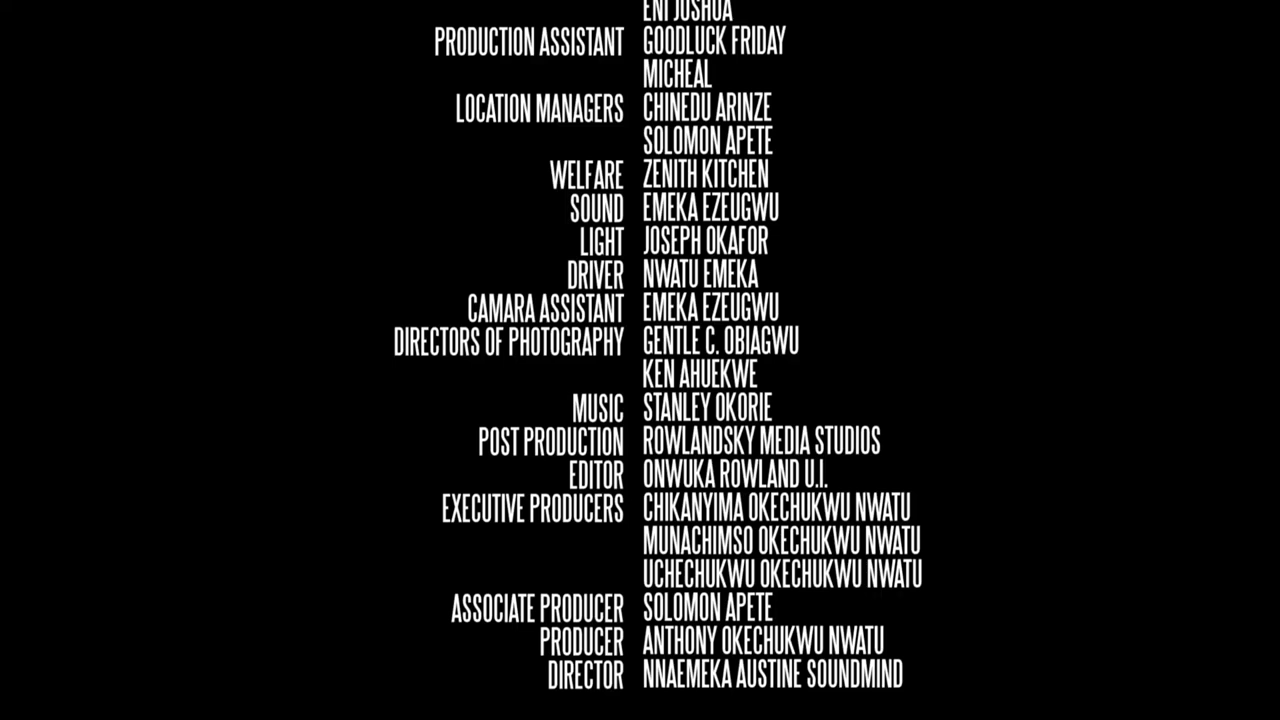 ENI JOSHUA
PRODUCTION ASSISTANT GOODLUCK FRIDAY
MICHEAL
LOCATION MANAGERS CHINEDU ARINZE
SOLOMON APETE
WELFARE ZENITH KITCHEN
SOUND EMEKA EZEUGWU
LIGHT JOSEPH OKAFOR
DRIVER NWATU EMEKA
CAMARA ASSISTANT EMEKA EZEUGWU
DIRECTORS OF PHOTOGRAPHY GENTLE C. OBIAGWU
KEN AHUEKWE
MUSIC STANLEY OKORIE
POST PRODUCTION ROWLANDSKY MEDIA STUDIOS
EDITOR ONWUKA ROWLAND U.I.
EXECUTIVE PRODUCERS CHIKANYIMA OKECHUKWU NWATU
MUNACHIMSO OKECHUKWU NWATU
UCHECHUKWU OKECHUKWU NWATU
ASSOCIATE PRODUCER SOLOMON APETE
PRODUCER ANTHONY OKECHUKWU NWATU
DIRECTOR NNAEMEKA AUSTINE SOUNDMIND